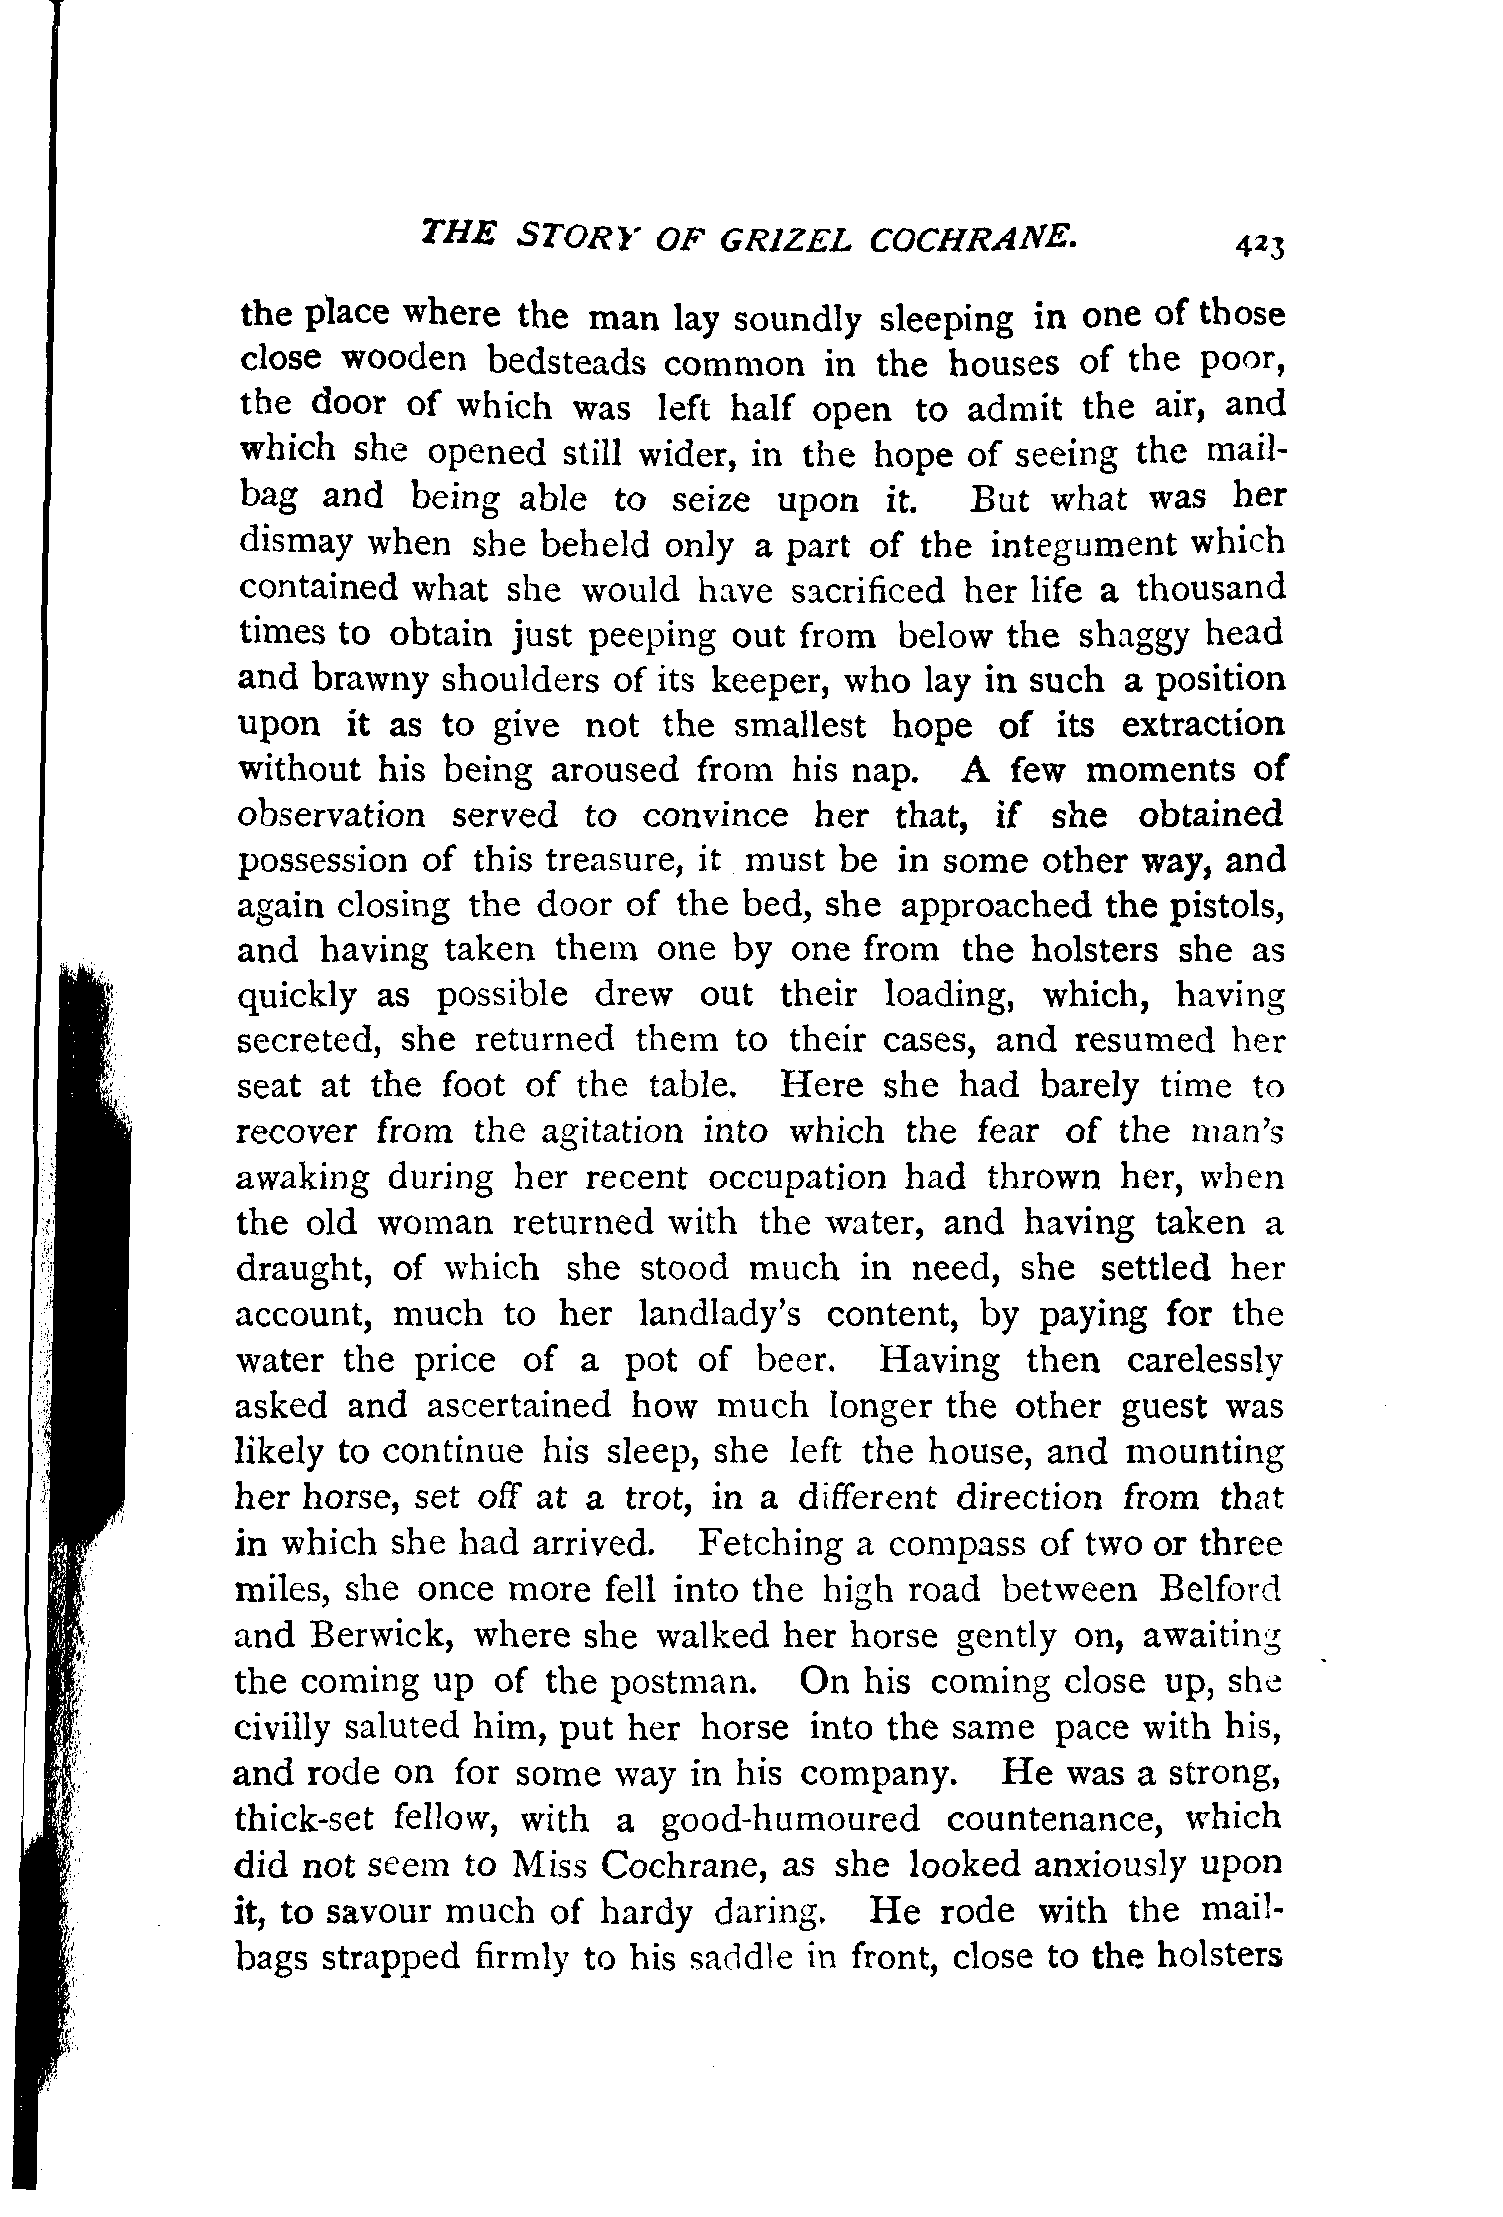 THE STORY OF GRIZEL COCHRANE. 423
the place where the man lay soundly sleeping in one of those
close wooden bedsteads common in the houses of the poor,
the door of which was left half open to admit the air, and
which she opened still wider, in the hope of seeing the mail-
bag and being able to seize upon it. But what was her
dismay when she beheld only a part of the integument which
contained what she would have sacrificed her life a thousand
times to obtain just peeping out from below the shaggy head
and brawny shoulders of its keeper, who lay in such a position
upon it as to give not the smallest hope of its extraction
without his being aroused from his nap. A few moments of
observation served to convince her that, if she obtained
possession of this treasure, it must be in some other way, and
again closing the door of the bed, she approached the pistols,
and having taken them one by one from the holsters she as
quickly as possible drew out their loading, which, having
secreted, she returned them to their cases, and resumed her
seat at the foot of the table. Here she had barely time to
recover from the agitation into which the fear of the man's
awaking during her recent occupation had thrown her, when
the old woman returned with the water, and having taken a
draught, of which she stood much in need, she settled her
account, much to her landlady's content, by paying for the
water the price of a pot of beer. Having then carelessly
asked and ascertained how much longer the other guest was
likely to continue his sleep, she left the house, and mounting
her horse, set off at a trot, in a different direction from that
in which she had arrived. Fetching a compass of two or three
miles, she once more fell into the high road between Belford
and Berwick, where she walked her horse gently on, awaiting
the coming up of the postman. On his coming close up, she
civilly saluted him, put her horse into the same pace with his,
and rode on for some way in his company. He was a strong,
thick-set fellow, with a good-humoured countenance, which
did not seem to Miss Cochrane, as she looked anxiously upon
it, to savour much of hardy daring. He rode with the mail-
bags strapped firmly to his saddle in front, close to the holsters